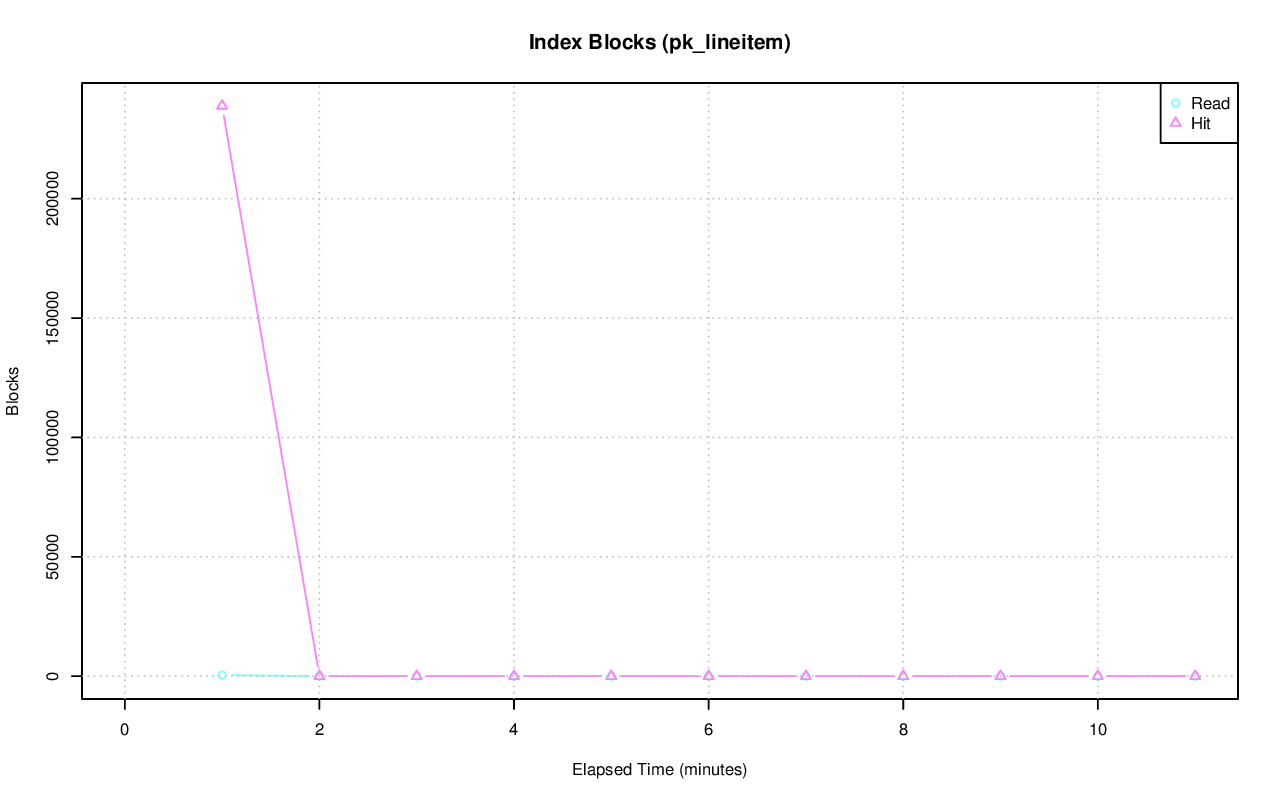 Index Blocks (pk_lineitem)
Read
Hit
Blocks
200000
150000
100000
50000
0
0 2 4 6 8 10
Elapsed Time (minutes)